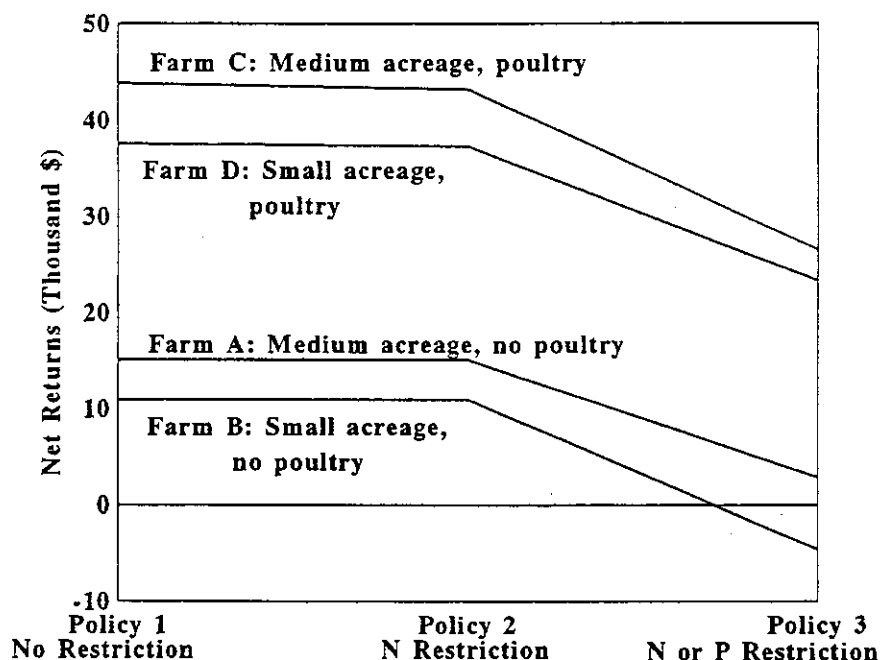 50
Farm C: Medium acreage, poultry
40
Farm D: Small acreage,
poultry
30
20
Farm A: Medium acreage, no poultry
10
Farm B: Small acreage,
no poultry
0
-10
Net Returns (Thousand $)
Policy 1
No Restriction
Policy 2
N Restriction
Policy 3
N or P Restriction